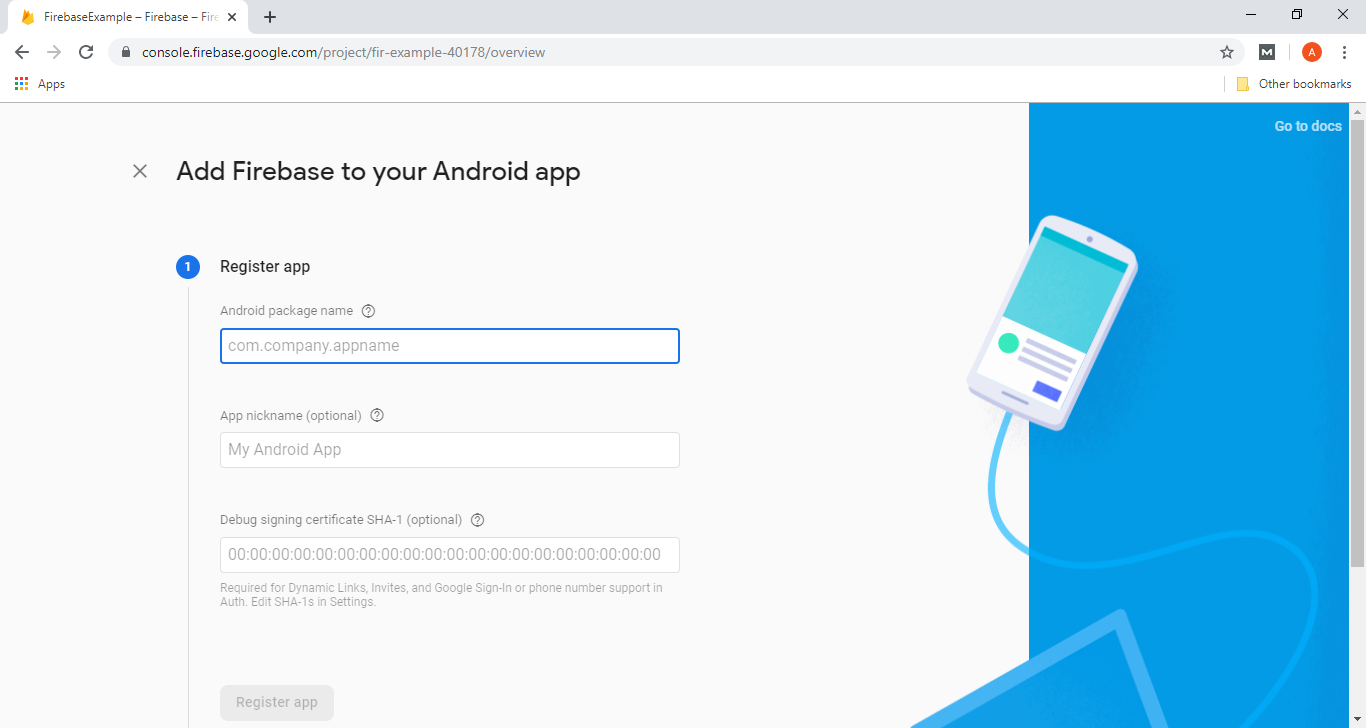 FirebaseExample – Firebase – Fire
console.firebase.google.com/project/fir-example-40178/overview
M
A
Apps
Other bookmarks
Go to docs
Add Firebase to your Android app
1
Register app
Android package name ?
com.company.appname
App nickname (optional) ?
My Android App
Debug signing certificate SHA-1 (optional) ?
00:00:00:00:00:00:00:00:00:00:00:00:00:00:00:00:00:00:00:00
Required for Dynamic Links, Invites, and Google Sign-In or phone number support in
Auth. Edit SHA-1s in Settings.
Register app